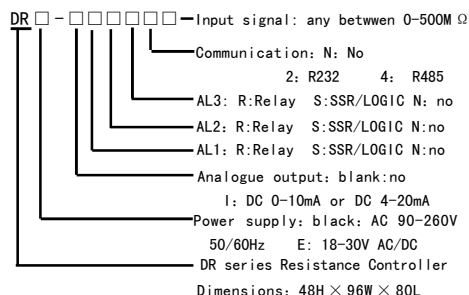 DR□-□□□□□□—Input signal: any betwwen 0-500M Ω
Communication: N: No
2: R232 4: R485
AL3: R:Relay S:SSR/LOGIC N: no
AL2: R:Relay S:SSR/LOGIC N:no
AL1: R:Relay S:SSR/LOGIC N:no
Analogue output: blank:no
I: DC 0-10mA or DC 4-20mA
Power supply: black: AC 90-260V
50/60Hz E: 18-30V AC/DC
DR series Resistance Controller
Dimensions: 48H × 96W × 80L